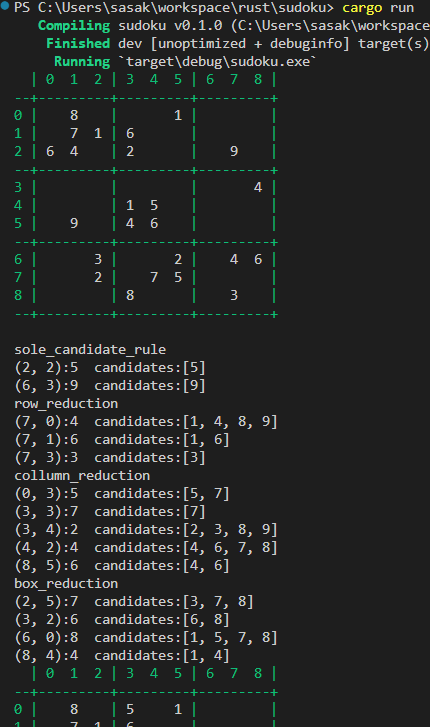 PS C:\Users\sasak\workspace\rust\sudoku> cargo run
   Compiling sudoku v0.1.0 (C:\Users\sasak\workspace
    Finished dev [unoptimized + debuginfo] target(s)
     Running `target\debug\sudoku.exe`
  | 0 1 2 | 3 4 5 | 6 7 8 |
--+-------+-------+-------+
0 |   8   |     1 |       |
1 |   7 1 | 6     |       |
2 | 6 4   | 2     |   9   |
--+-------+-------+-------+
3 |       |       |     4 |
4 |       | 1 5   |       |
5 |   9   | 4 6   |       |
--+-------+-------+-------+
6 |     3 |     2 |   4 6 |
7 |     2 |   7 5 |       |
8 |       | 8     |   3   |
--+-------+-------+-------+
sole_candidate_rule
(2, 2):5  candidates:[5]
(6, 3):9  candidates:[9]
row_reduction
(7, 0):4  candidates:[1, 4, 8, 9]
(7, 1):6  candidates:[1, 6]
(7, 3):3  candidates:[3]
collumn_reduction
(0, 3):5  candidates:[5, 7]
(3, 3):7  candidates:[7]
(3, 4):2  candidates:[2, 3, 8, 9]
(4, 2):4  candidates:[4, 6, 7, 8]
(8, 5):6  candidates:[4, 6]
box_reduction
(2, 5):7  candidates:[3, 7, 8]
(3, 2):6  candidates:[6, 8]
(6, 0):8  candidates:[1, 5, 7, 8]
(8, 4):4  candidates:[1, 4]
  | 0 1 2 | 3 4 5 | 6 7 8 |
--+-------+-------+-------+
0 |   8   | 5   1 |       |
1 |   7 1 | 6     |       |